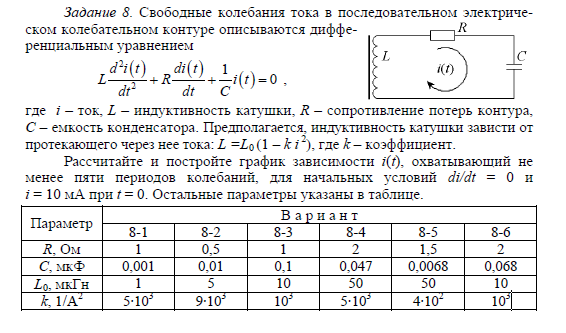 Задание 8. Свободные колебания тока в последовательном электриче-
ском колебательном контуре описываются диффе-
ренциальным уравнением
L d²i(t)/dt² + R di(t)/dt + 1/C i(t) = 0 ,
R
L
i(t)
C
где i – ток, L – индуктивность катушки, R – сопротивление потерь контура,
C – емкость конденсатора. Предполагается, индуктивность катушки зависти от
протекающего через нее тока: L =L₀ (1 – k i²), где k – коэффициент.
Рассчитайте и постройте график зависимости i(t), охватывающий не
менее пяти периодов колебаний, для начальных условий di/dt = 0 и
i = 10 мА при t = 0. Остальные параметры указаны в таблице.
Параметр В а р и а н т
8-1 8-2 8-3 8-4 8-5 8-6
R, Ом 1 0,5 1 2 1,5 2
C, мкФ 0,001 0,01 0,1 0,047 0,0068 0,068
L₀, мкГн 1 5 10 50 50 10
k, 1/А² 5·10³ 9·10³ 10³ 5·10³ 4·10² 10³